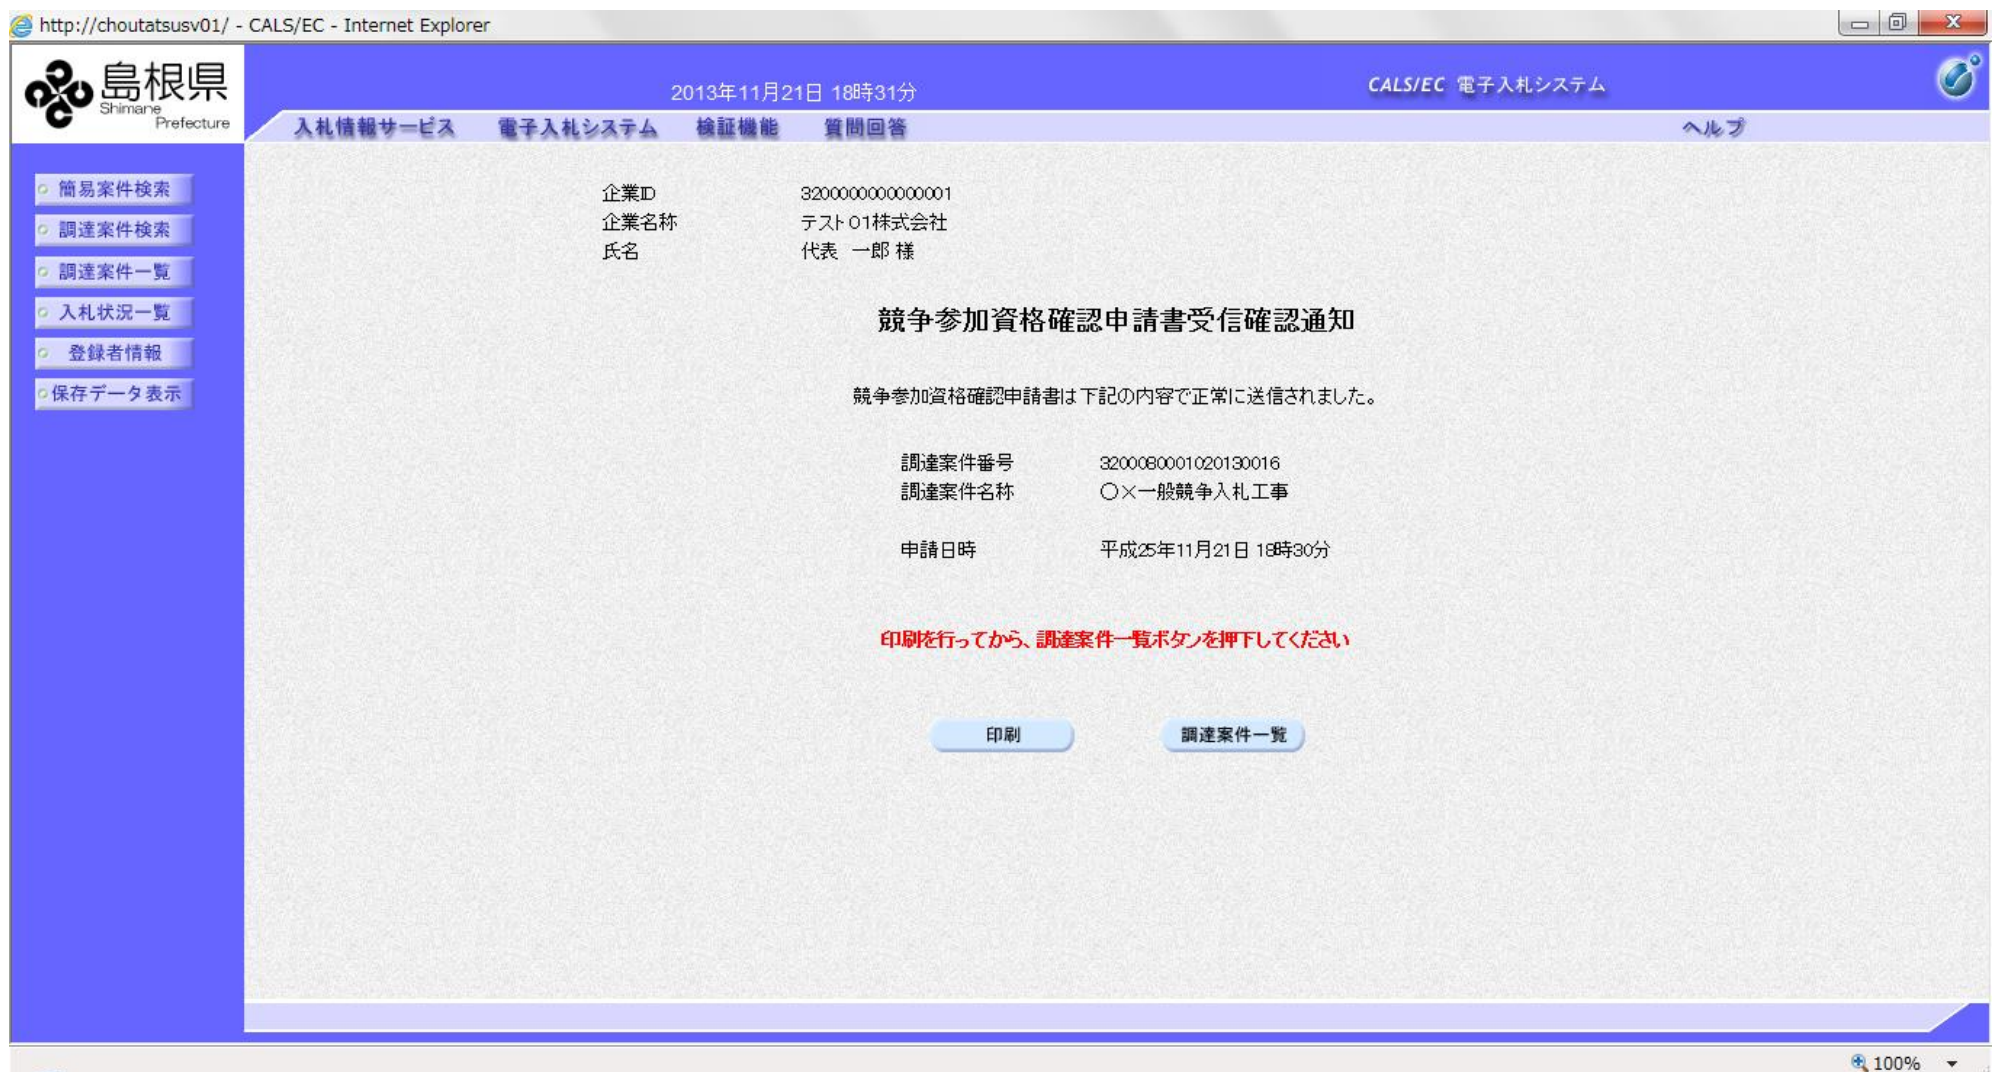 http://choutatsusv01/ - CALS/EC - Internet Explorer
島根県
Shimane
Prefecture
2013年11月21日 18時31分
CALS/EC 電子入札システム
入札情報サービス 電子入札システム 検証機能 質問回答 ヘルプ
簡易案件検索
調達案件検索
調達案件一覧
入札状況一覧
登録者情報
保存データ表示
企業ID 3200000000000001
企業名称 テスト01株式会社
氏名 代表 一郎 様
競争参加資格確認申請書受信確認通知
競争参加資格確認申請書は下記の内容で正常に送信されました。
調達案件番号 3200080001020130016
調達案件名称 ○×一般競争入札工事
申請日時 平成25年11月21日 18時30分
印刷を行ってから、調達案件一覧ボタンを押下してください
印刷 調達案件一覧
100%